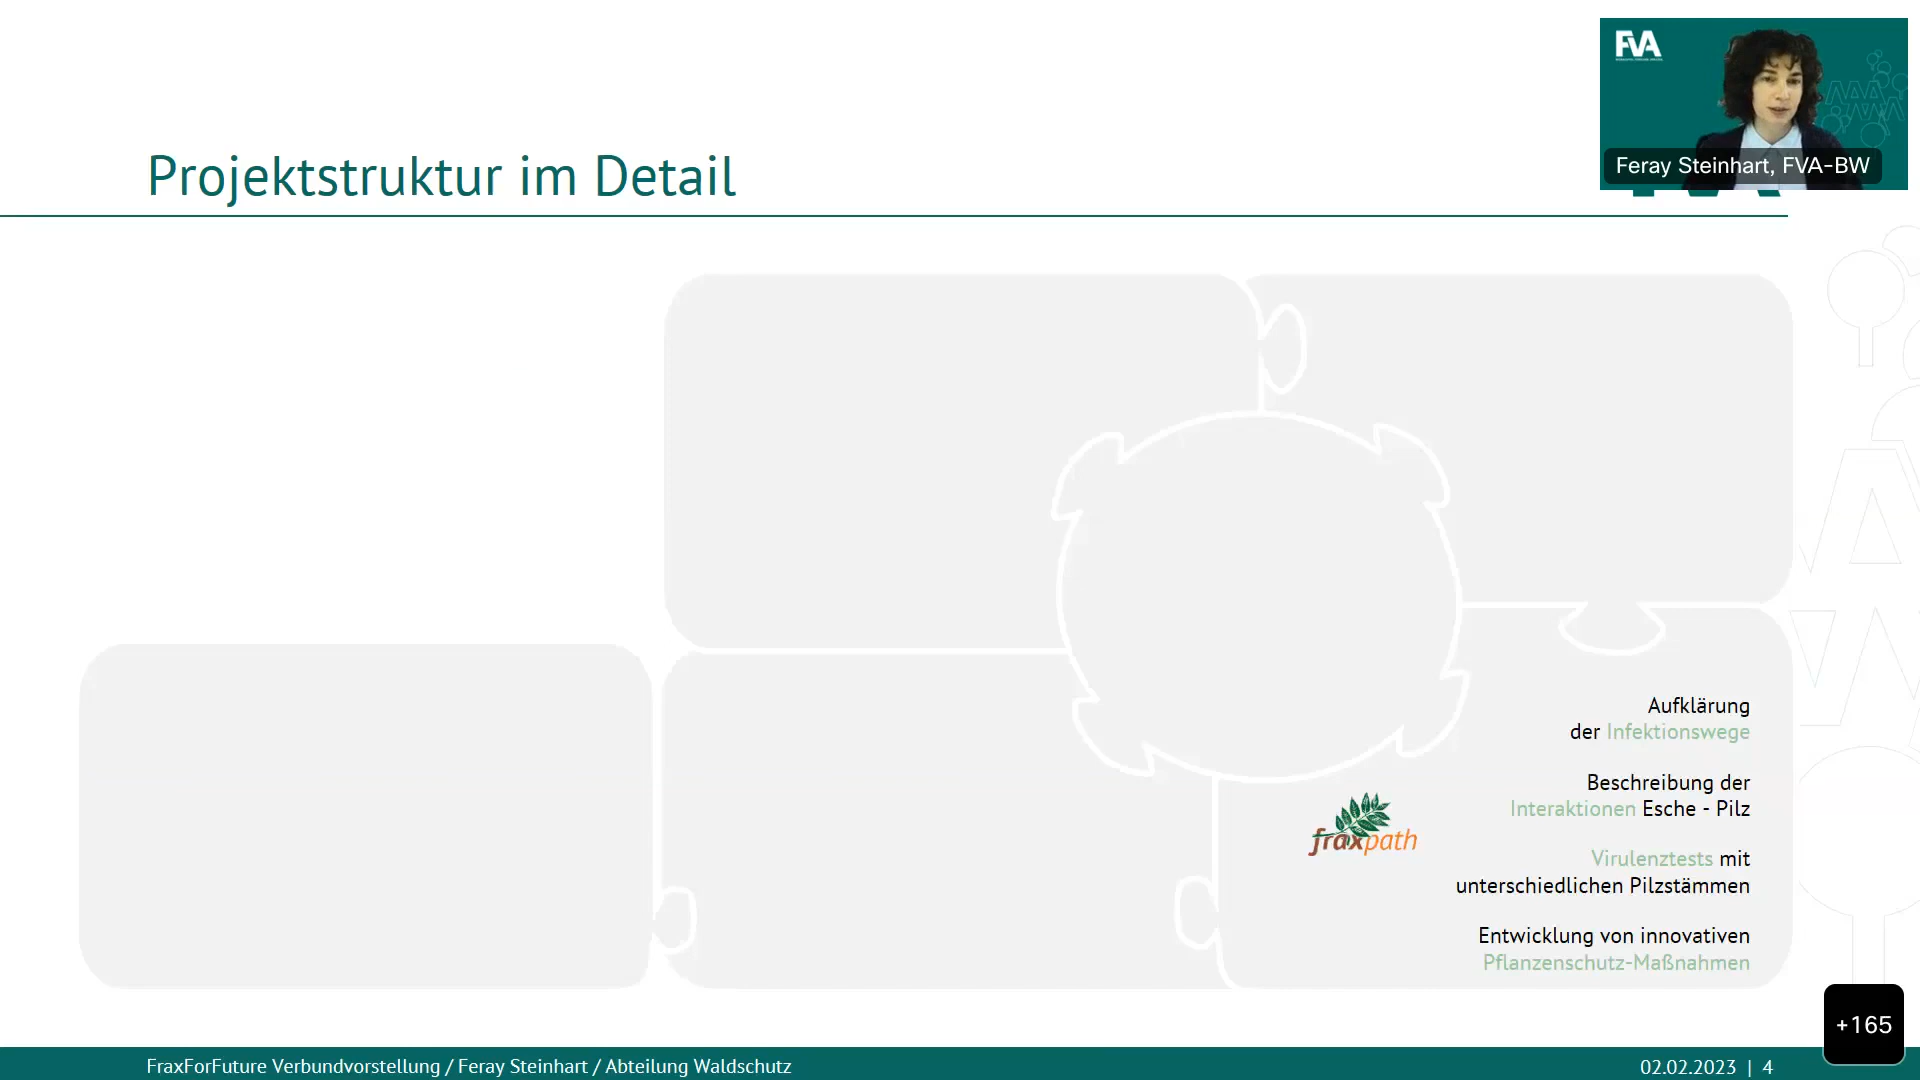 FVA
Feray Steinhart, FVA-BW
Projektstruktur im Detail
Aufklärung
der Infektionswege
Beschreibung der
Interaktionen Esche - Pilz
fraxpath
Virulenztests mit
unterschiedlichen Pilzstämmen
Entwicklung von innovativen
Pflanzenschutz-Maßnahmen
+165
FraxForFuture Verbundvorstellung / Feray Steinhart / Abteilung Waldschutz
02.02.2023 | 4